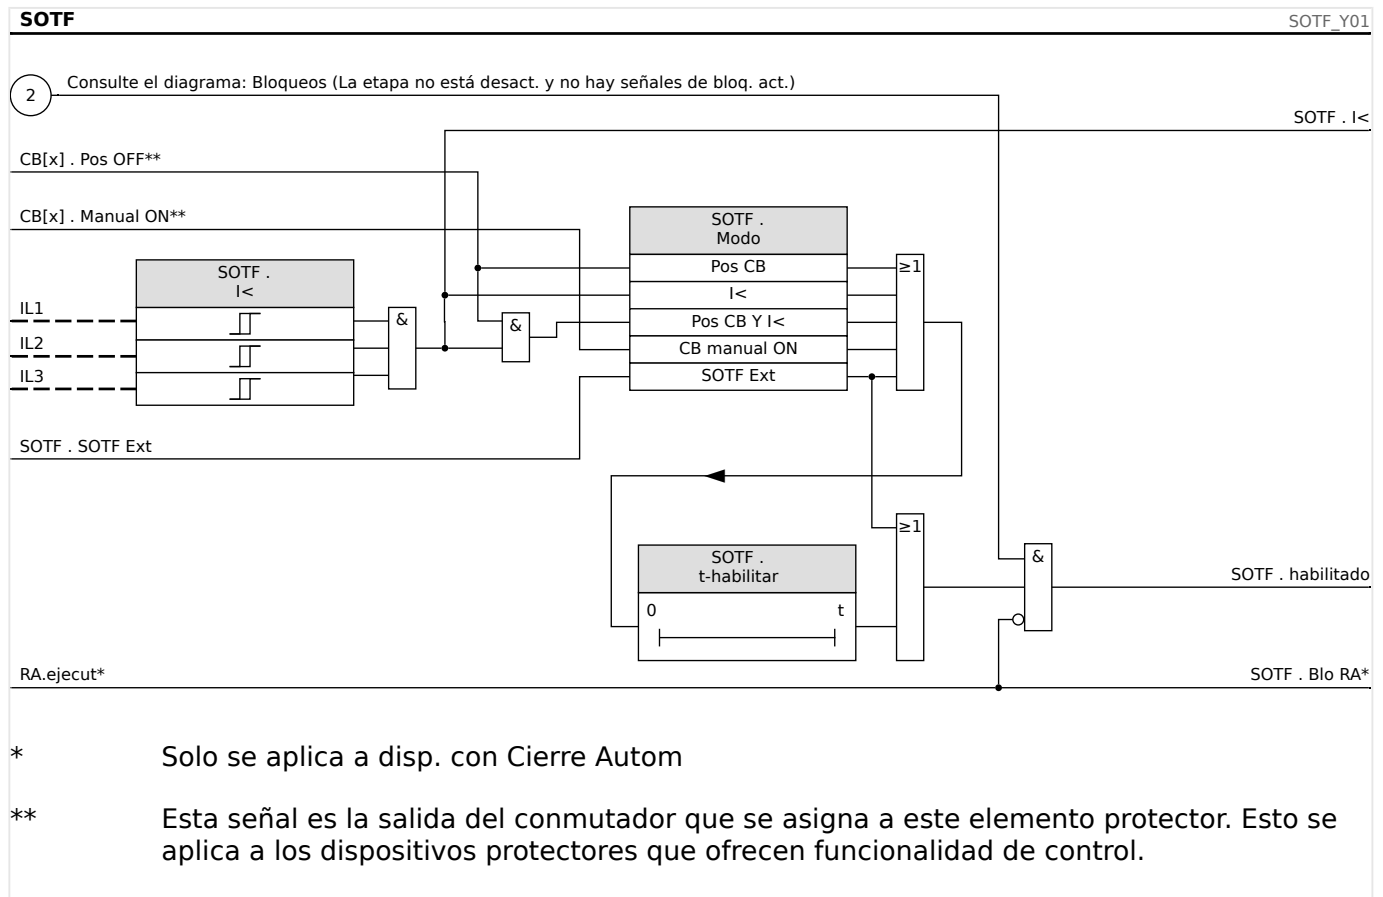 SOTF
SOTF_Y01
2
Consulte el diagrama: Bloqueos (La etapa no está desact. y no hay señales de bloq. act.)
SOTF . I<
CB[x] . Pos OFF**
CB[x] . Manual ON**
SOTF .
Modo
Pos CB
I<
Pos CB Y I<
CB manual ON
SOTF Ext
≥1
SOTF .
I<
IL1
IL2
IL3
&
&
SOTF . SOTF Ext
≥1
SOTF .
t-habilitar
0
t
&
SOTF . habilitado
RA.ejecut*
SOTF . Blo RA*
* Solo se aplica a disp. con Cierre Autom
** Esta señal es la salida del conmutador que se asigna a este elemento protector. Esto se
aplica a los dispositivos protectores que ofrecen funcionalidad de control.